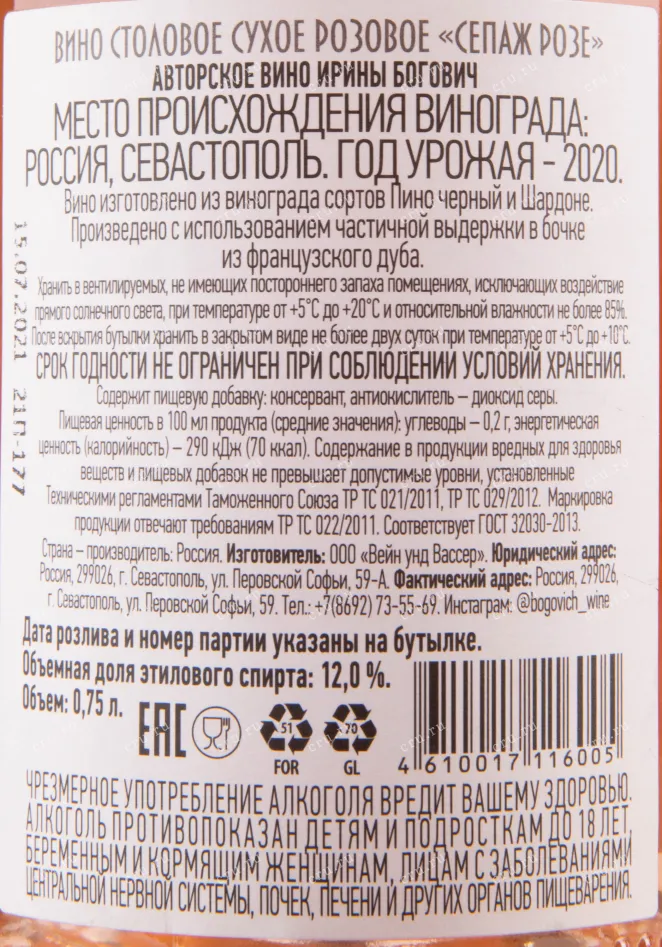 ВИНО СТОЛОВОЕ СУХОЕ РОЗОВОЕ «СЕПАЖ РОЗЕ»
АВТОРСКОЕ ВИНО ИРИНЫ БОГОВИЧ
МЕСТО ПРОИСХОЖДЕНИЯ ВИНОГРАДА:
РОССИЯ, СЕВАСТОПОЛЬ. ГОД УРОЖАЯ – 2020.
Вино изготовлено из винограда сортов Пино черный и Шардоне.
Произведено с использованием частичной выдержки в бочке
из французского дуба.
Хранить в вентилируемых, не имеющих постороннего запаха помещениях, исключающих воздействие
прямого солнечного света, при температуре от +5°С до +20°С и относительной влажности не более 85%.
После вскрытия бутылки хранить в закрытом виде не более двух суток при температуре от +5°С до +10°С.
СРОК ГОДНОСТИ НЕ ОГРАНИЧЕН ПРИ СОБЛЮДЕНИИ УСЛОВИЙ ХРАНЕНИЯ.
Содержит пищевую добавку: консервант, антиокислитель – диоксид серы.
Пищевая ценность в 100 мл продукта (средние значения): углеводы – 0,2 г, энергетическая
ценность (калорийность) – 290 кДж (70 ккал). Содержание в продукции вредных для здоровья
веществ и пищевых добавок не превышает допустимые уровни, установленные
Техническими регламентами Таможенного Союза ТР ТС 021/2011, ТР ТС 029/2012. Маркировка
продукции отвечают требованиям ТР ТС 022/2011. Соответствует ГОСТ 32030-2013.
Страна – производитель: Россия. Изготовитель: ООО «Вейн унд Вассер». Юридический адрес:
Россия, 299026, г. Севастополь, ул. Перовской Софьи, 59-А. Фактический адрес: Россия, 299026,
г. Севастополь, ул. Перовской Софьи, 59. Тел.: +7(8692) 73-55-69. Инстаграм: @bogovich_wine
Дата розлива и номер партии указаны на бутылке.
Объемная доля этилового спирта: 12,0 %.
Объем: 0,75 л.
EAC
51
FOR
70
GL
4 610017 116005
ЧРЕЗМЕРНОЕ УПОТРЕБЛЕНИЕ АЛКОГОЛЯ ВРЕДИТ ВАШЕМУ ЗДОРОВЬЮ.
АЛКОГОЛЬ ПРОТИВОПОКАЗАН ДЕТЯМ И ПОДРОСТКАМ ДО 18 ЛЕТ,
БЕРЕМЕННЫМ И КОРМЯЩИМ ЖЕНЩИНАМ, ЛИЦАМ С ЗАБОЛЕВАНИЯМИ
ЦЕНТРАЛЬНОЙ НЕРВНОЙ СИСТЕМЫ, ПОЧЕК, ПЕЧЕНИ И ДРУГИХ ОРГАНОВ ПИЩЕВАРЕНИЯ.
15.07.2021 21П-177